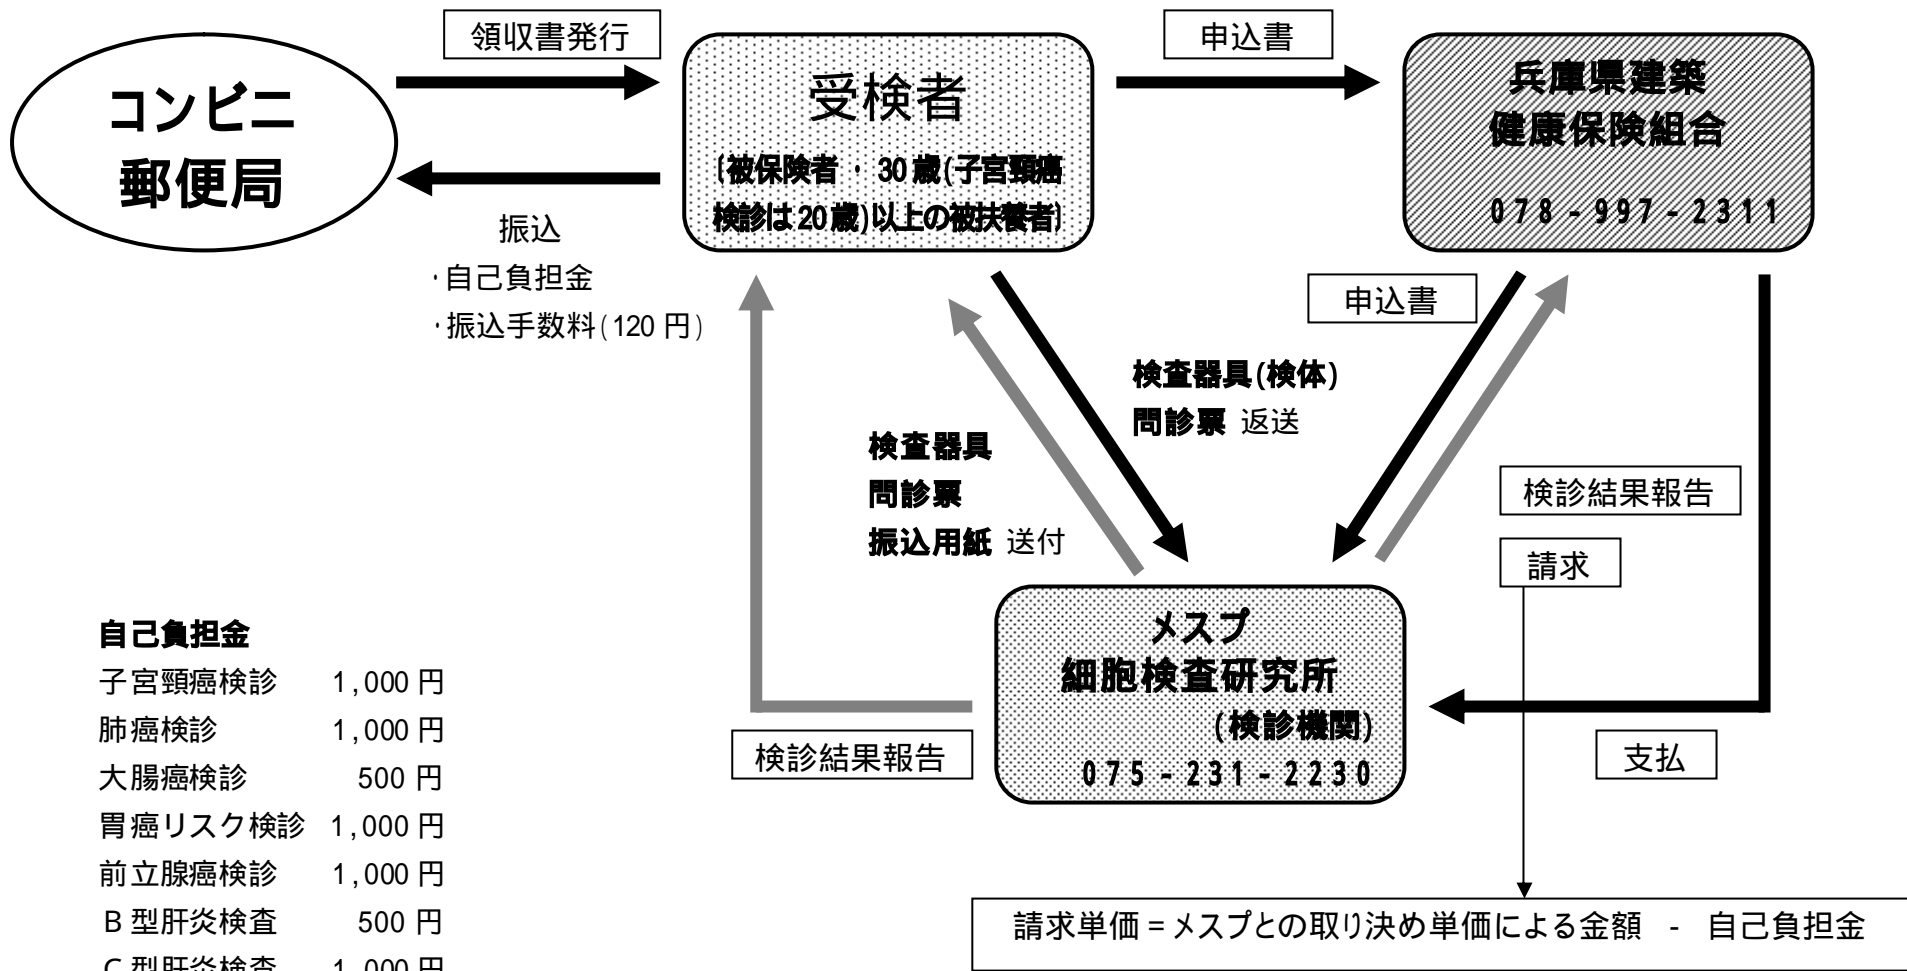 領収書発行
申込書
コンビニ
郵便局
受検者
(被保険者・30歳(子宮頸癌
検診は20歳)以上の被扶養者)
兵庫県建築
健康保険組合
078-997-2311
振込
・自己負担金
・振込手数料(120円)
申込書
検査器具(検体)
問診票 返送
検査器具
問診票
振込用紙 送付
検診結果報告
請求
メスプ
細胞検査研究所
(検診機関)
075-231-2230
検診結果報告
支払
自己負担金
子宮頸癌検診 1,000円
肺癌検診 1,000円
大腸癌検診 500円
胃癌リスク検診 1,000円
前立腺癌検診 1,000円
B型肝炎検査 500円
C型肝炎検査 1,000円
請求単価=メスプとの取り決め単価による金額 - 自己負担金